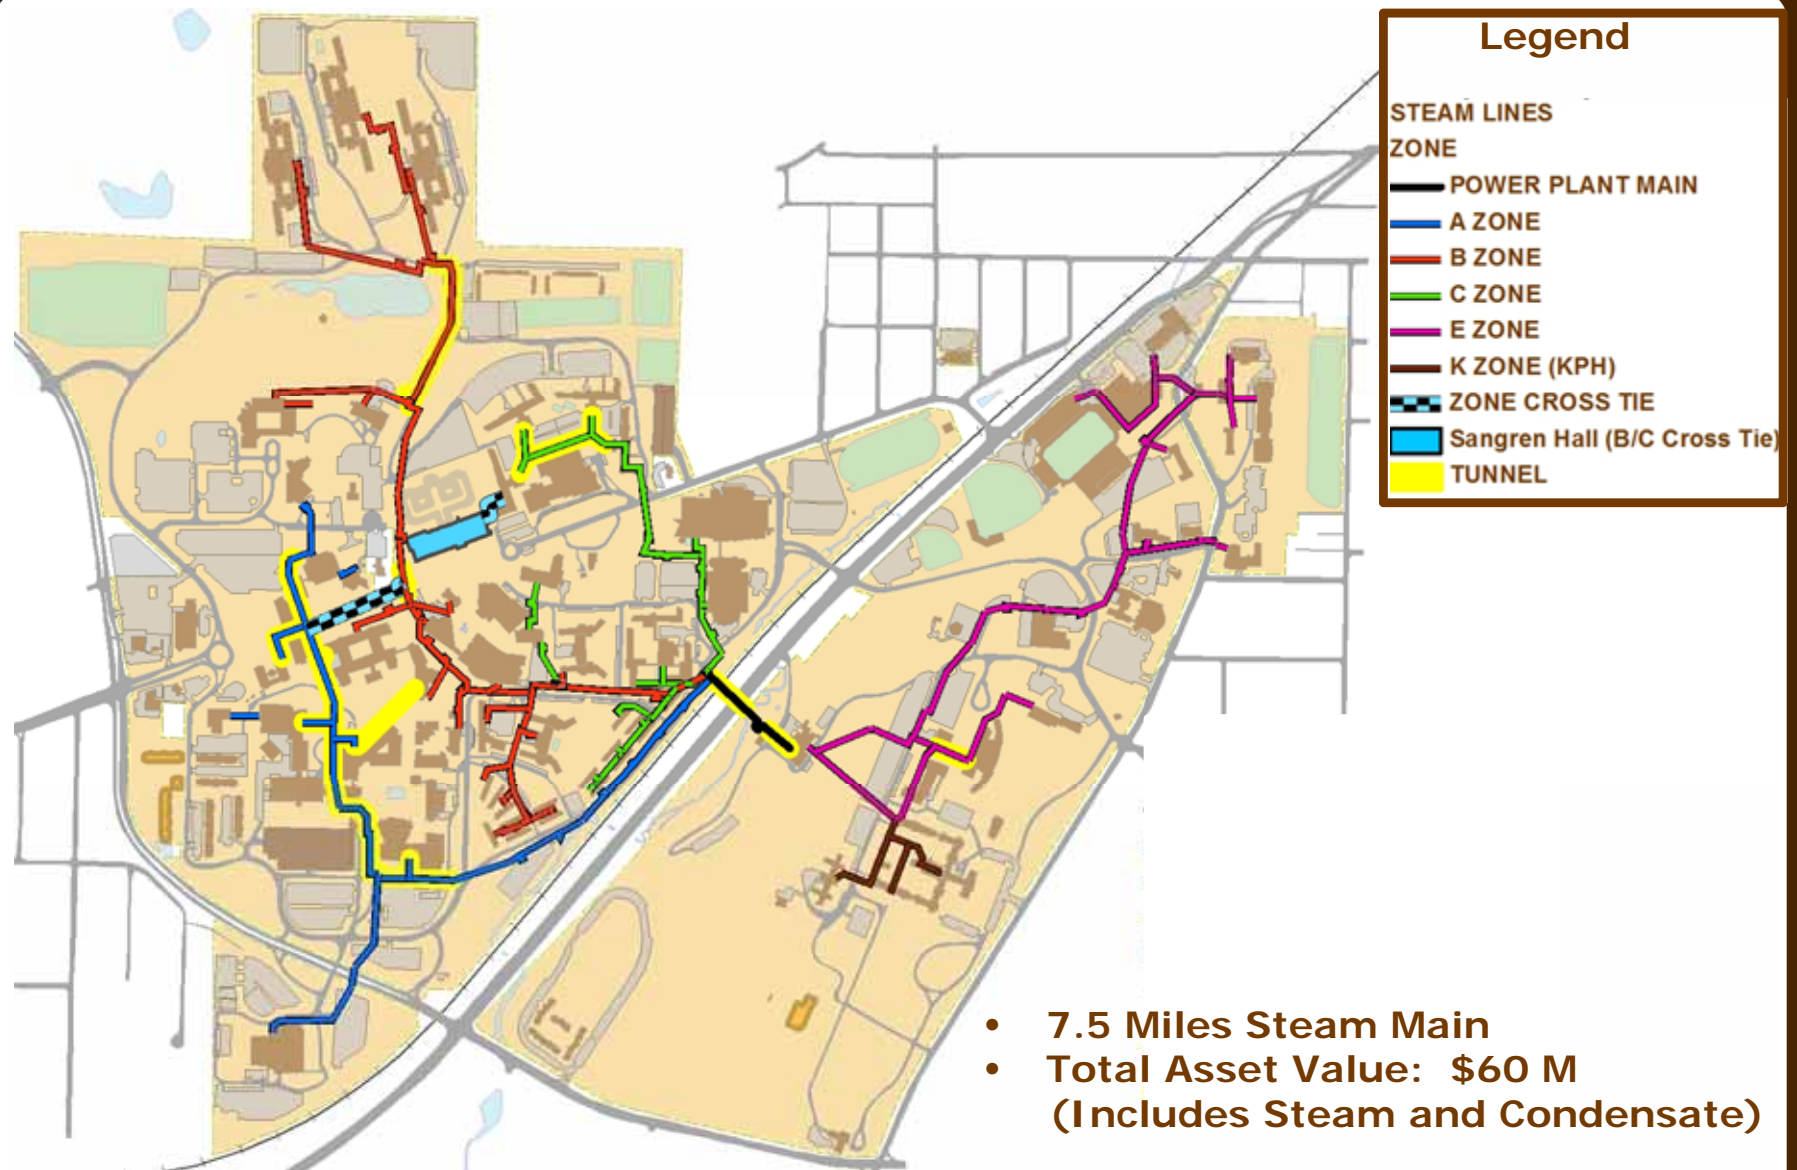 Legend
STEAM LINES
ZONE
POWER PLANT MAIN
A ZONE
B ZONE
C ZONE
E ZONE
K ZONE (KPH)
ZONE CROSS TIE
Sangren Hall (B/C Cross Tie)
TUNNEL
• 7.5 Miles Steam Main
• Total Asset Value: $60 M
(Includes Steam and Condensate)